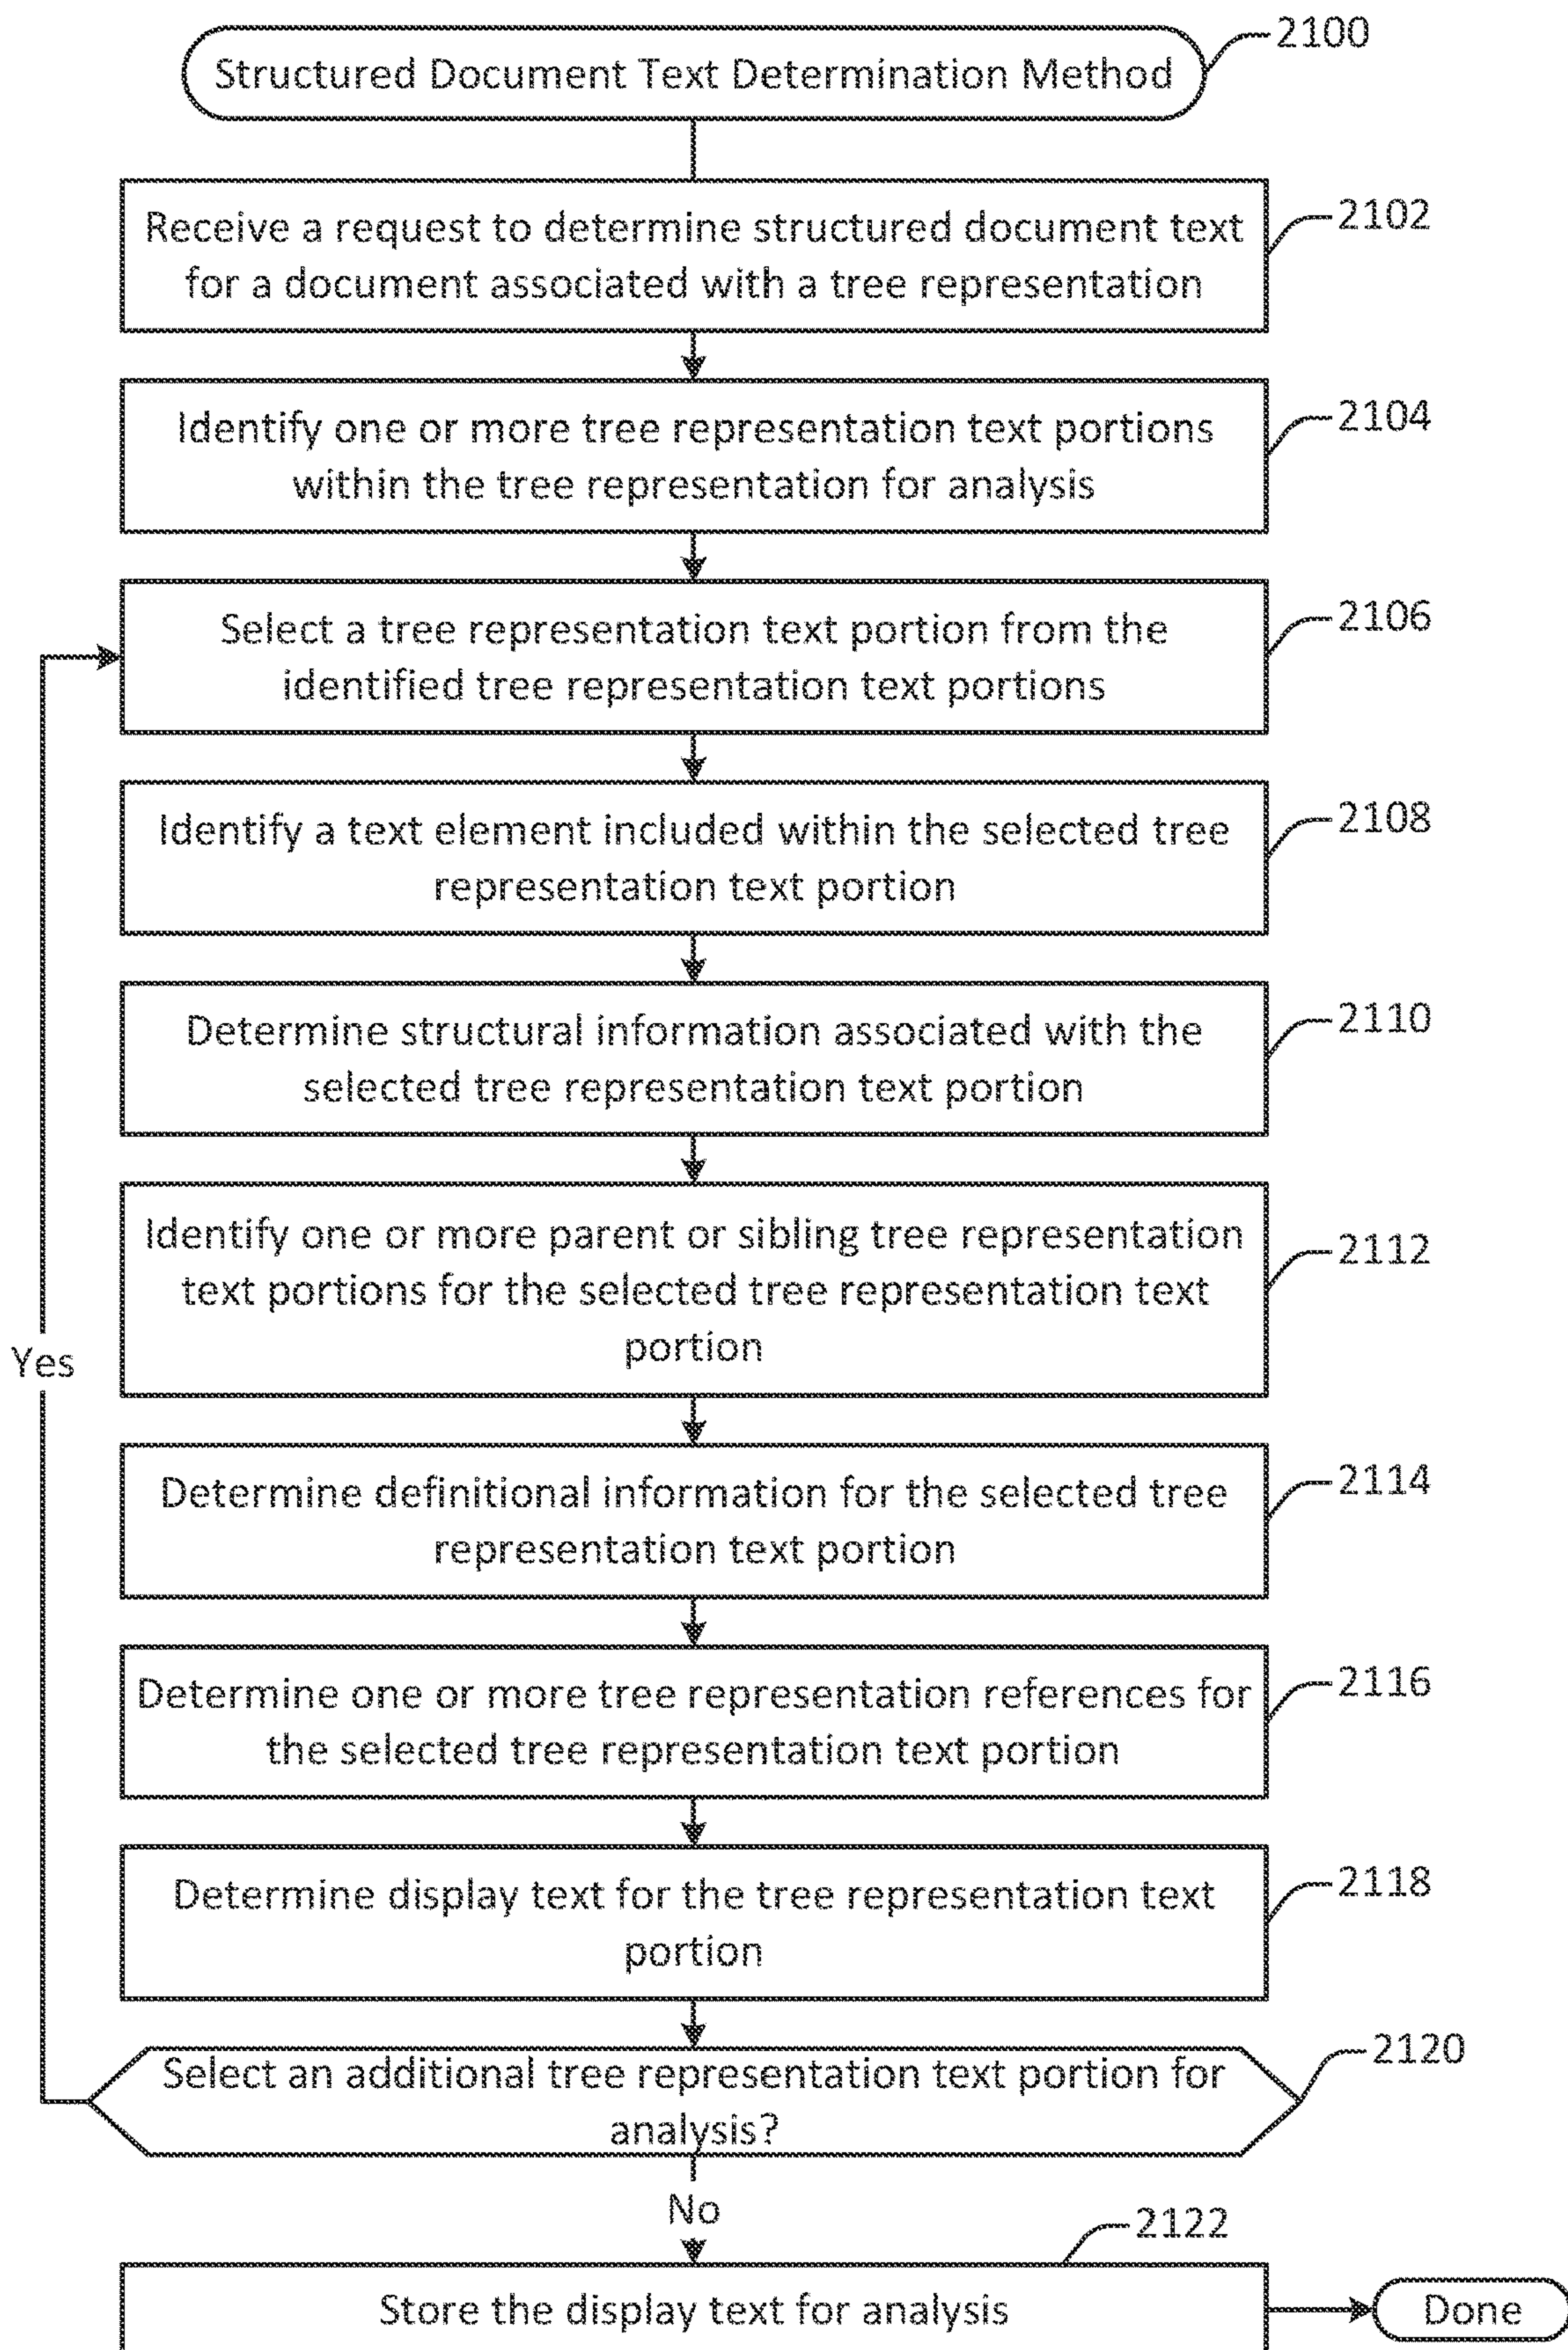 2100
Structured Document Text Determination Method
2102
Receive a request to determine structured document text
for a document associated with a tree representation
2104
Identify one or more tree representation text portions
within the tree representation for analysis
2106
Select a tree representation text portion from the
identified tree representation text portions
2108
Identify a text element included within the selected tree
representation text portion
2110
Determine structural information associated with the
selected tree representation text portion
2112
Identify one or more parent or sibling tree representation
text portions for the selected tree representation text
portion
Yes
2114
Determine definitional information for the selected tree
representation text portion
2116
Determine one or more tree representation references for
the selected tree representation text portion
2118
Determine display text for the tree representation text
portion
2120
Select an additional tree representation text portion for
analysis?
No
2122
Store the display text for analysis
Done